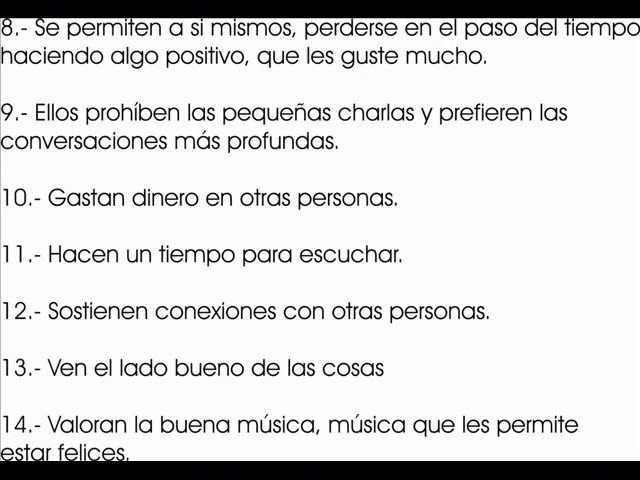 8.- Se permiten a si mismos, perderse en el paso del tiempo
haciendo algo positivo, que les guste mucho.
9.- Ellos prohíben las pequeñas charlas y prefieren las
conversaciones más profundas.
10.- Gastan dinero en otras personas.
11.- Hacen un tiempo para escuchar.
12.- Sostienen conexiones con otras personas.
13.- Ven el lado bueno de las cosas
14.- Valoran la buena música, música que les permite
estar felices.